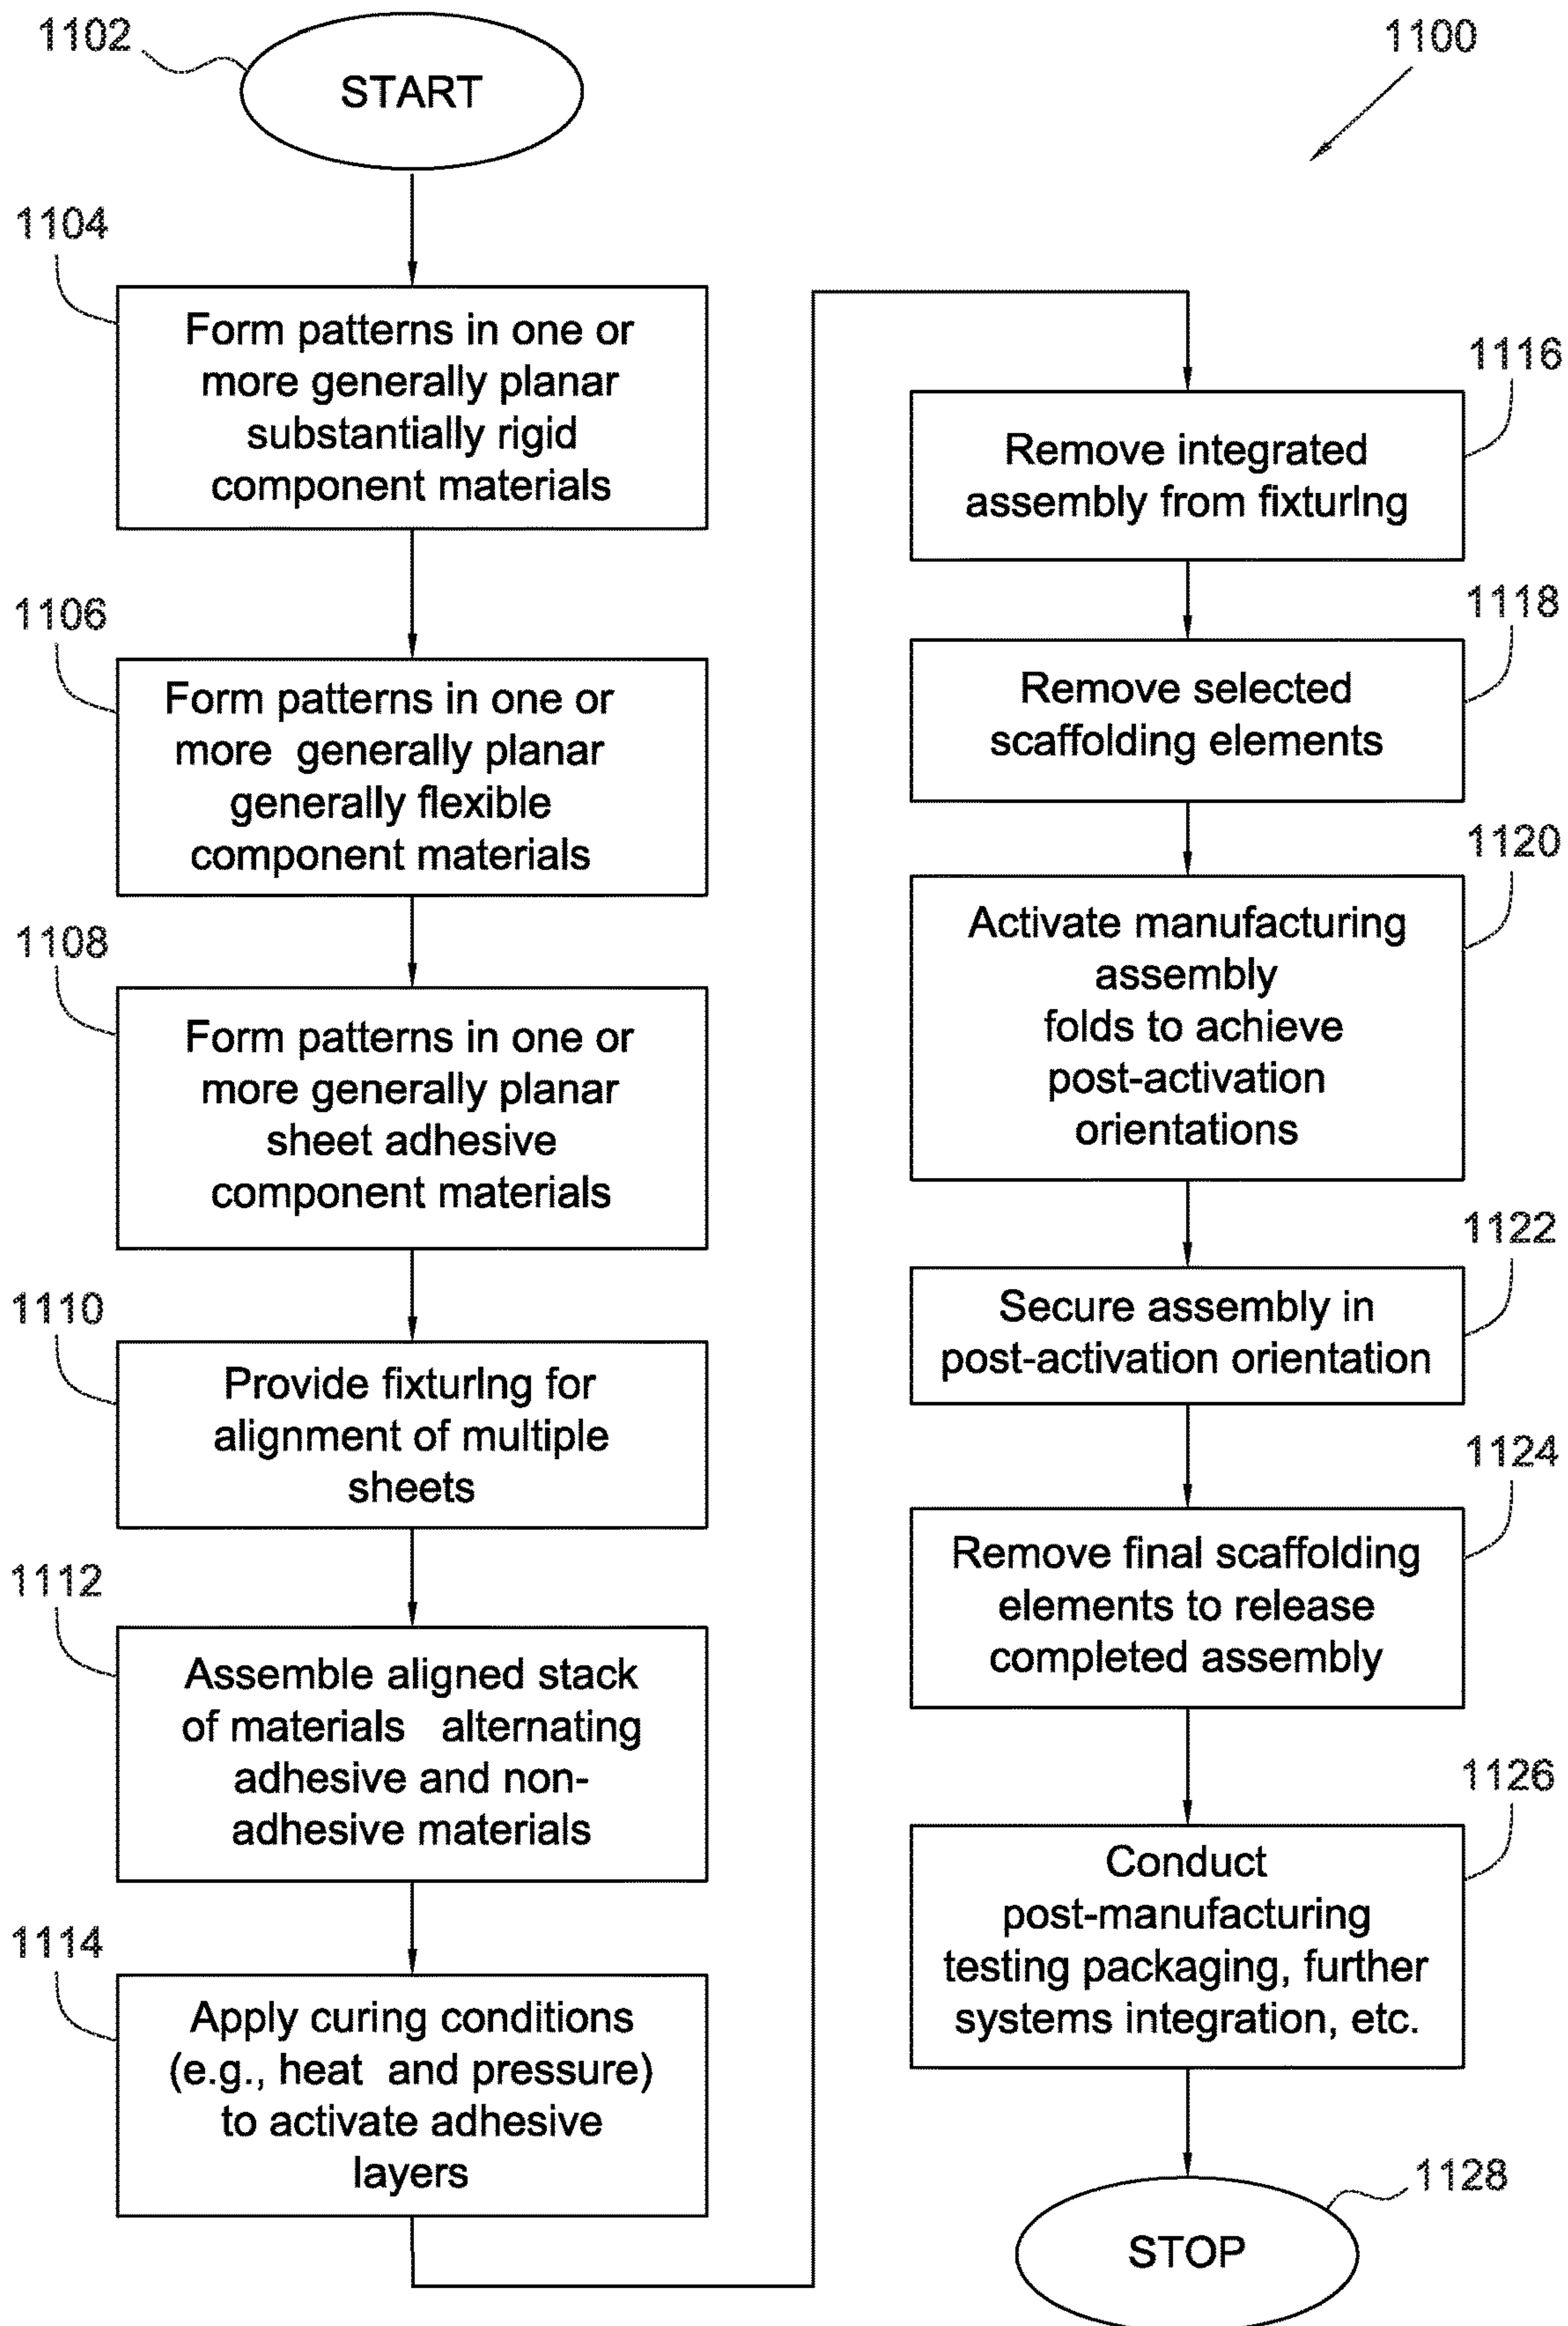 1102
START
1100
1104
Form patterns in one or
more generally planar
substantially rigid
component materials
1106
Form patterns in one or
more generally planar
generally flexible
component materials
1108
Form patterns in one or
more generally planar
sheet adhesive
component materials
1110
Provide fixturing for
alignment of multiple
sheets
1112
Assemble aligned stack
of materials alternating
adhesive and non-
adhesive materials
1114
Apply curing conditions
(e.g., heat and pressure)
to activate adhesive
layers
1116
Remove integrated
assembly from fixturing
1118
Remove selected
scaffolding elements
1120
Activate manufacturing
assembly
folds to achieve
post-activation
orientations
1122
Secure assembly in
post-activation orientation
1124
Remove final scaffolding
elements to release
completed assembly
1126
Conduct
post-manufacturing
testing packaging, further
systems integration, etc.
1128
STOP